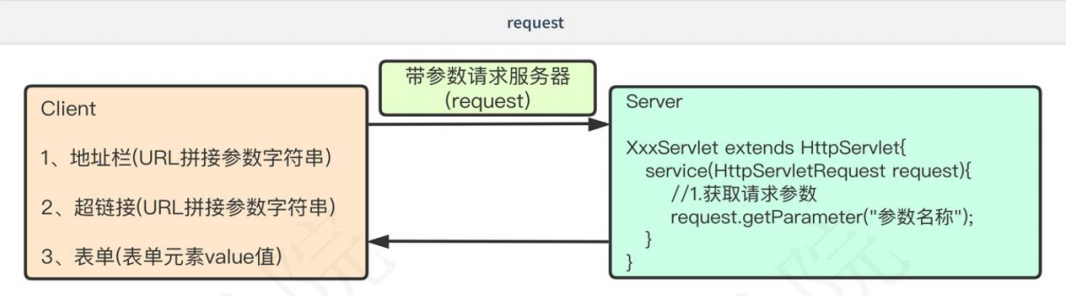 request
带参数请求服务器
(request)
Client
1、地址栏(URL拼接参数字符串)
2、超链接(URL拼接参数字符串)
3、表单(表单元素value值)
Server
XxxServlet extends HttpServlet{
service(HttpServletRequest request){
//1.获取请求参数
request.getParameter("参数名称");
}
}
院